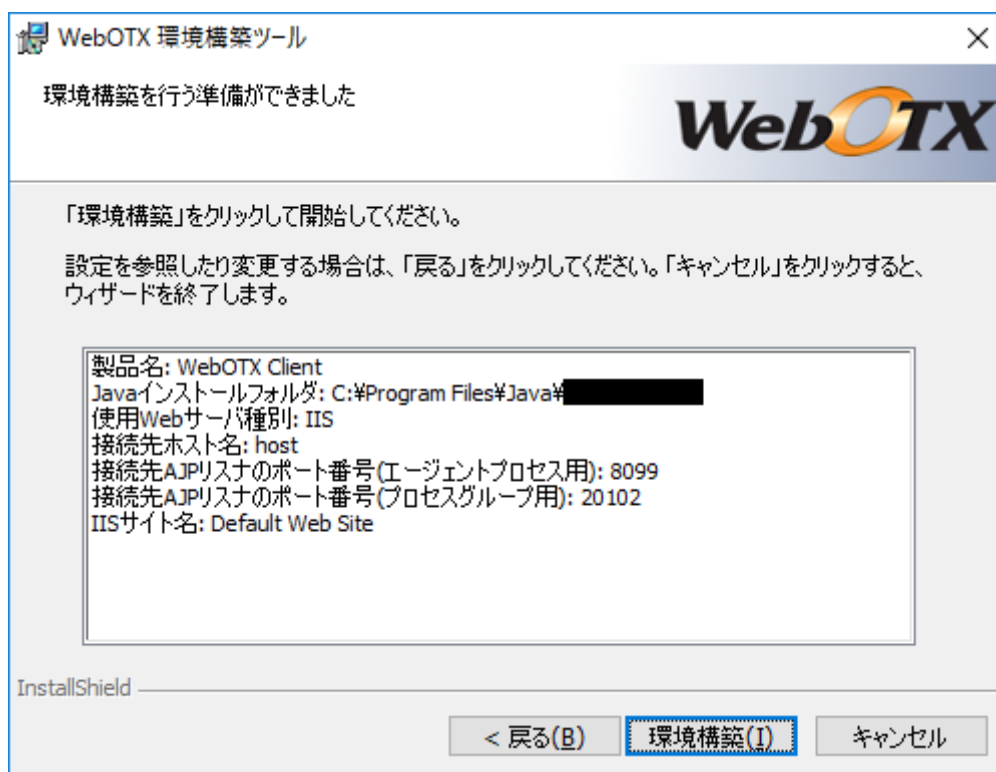 WebOTX 環境構築ツール
環境構築を行う準備ができました
WebOTX
「環境構築」をクリックして開始してください。
設定を参照したり変更する場合は、「戻る」をクリックしてください。「キャンセル」をクリックすると、
ウィザードを終了します。
製品名: WebOTX Client
Javaインストールフォルダ: C:¥Program Files¥Java¥
使用Webサーバ種別: IIS
接続先ホスト名: host
接続先AJPリスナのポート番号(エージェントプロセス用): 8099
接続先AJPリスナのポート番号(プロセスグループ用): 20102
IISサイト名: Default Web Site
InstallShield
< 戻る(B)
環境構築(I)
キャンセル